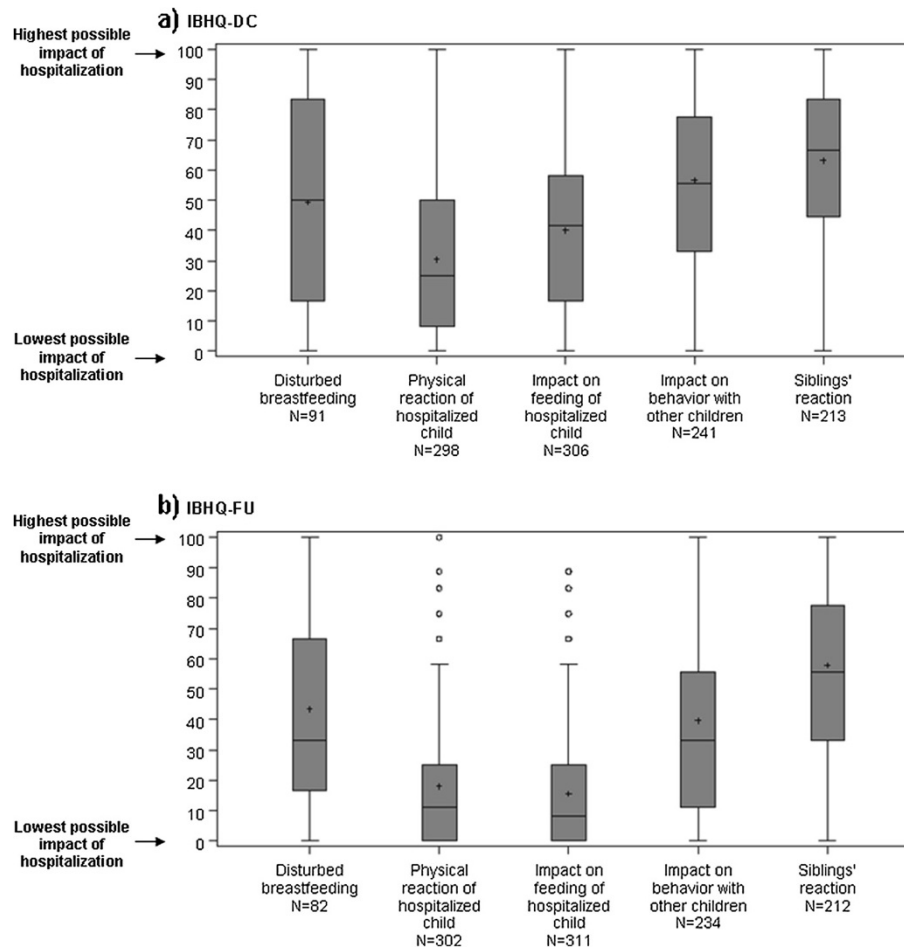 a) IBHQ-DC
Highest possible
impact of
hospitalization
100
90
80
70
60
50
40
30
20
10
0
Lowest possible
impact of
hospitalization
Disturbed
breastfeeding
N=91
Physical
reaction of
hospitalized
child
N=298
Impact on
feeding of
hospitalized
child
N=306
Impact on
behavior with
other children
N=241
Siblings'
reaction
N=213
b) IBHQ-FU
Highest possible
impact of
hospitalization
100
90
80
70
60
50
40
30
20
10
0
Lowest possible
impact of
hospitalization
Disturbed
breastfeeding
N=82
Physical
reaction of
hospitalized
child
N=302
Impact on
feeding of
hospitalized
child
N=311
Impact on
behavior with
other children
N=234
Siblings'
reaction
N=212